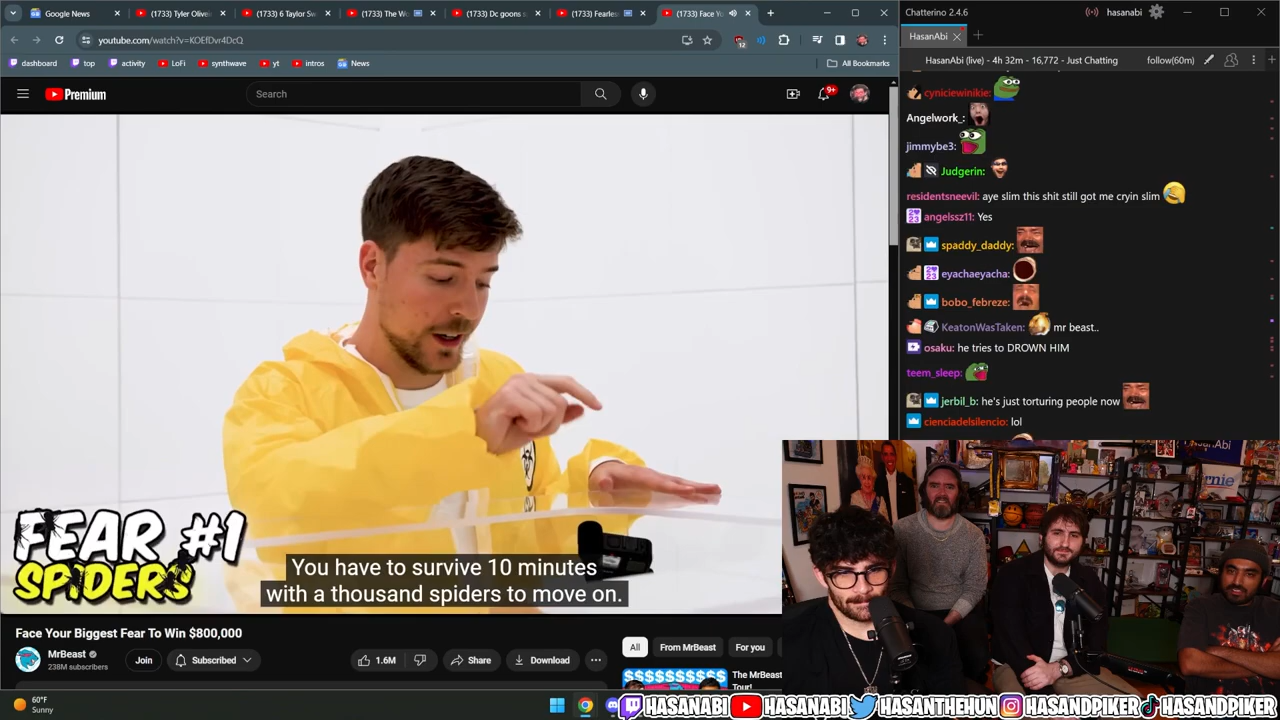 Google News
(1733) Tyler Olivea
(1733) 6 Taylor Sw
(1733) The W
(1733) Dc goons s
(1733) Fearles
(1733) Face Y
youtube.com/watch?v=KOEfDvr4DcQ
12
dashboard
top
activity
LoFi
synthwave
yt
intros
News
All Bookmarks
Premium
Search
9+
FEAR #1
SPIDERS
You have to survive 10 minutes
with a thousand spiders to move on.
Face Your Biggest Fear To Win $800,000
MrBeast
238M subscribers
Join
Subscribed
1.6M
Share
Download
All
From MrBeast
For you
$$$$$$$$$$
The MrBeast
Tour!
60°F
Sunny
Chatterino 2.4.6
hasanabi
HasanAbi
HasanAbi (live) - 4h 32m - 16,772 - Just Chatting
follow(60m)
cyniciewinikie:
Angelwork_:
jimmybe3:
Judgerin:
residentsneevil: aye slim this shit still got me cryin slim
angelssz11: Yes
spaddy_daddy:
eyachaeyacha:
bobo_febreze:
KeatonWasTaken: mr beast..
osaku: he tries to DROWN HIM
teem_sleep:
jerbil_b: he's just torturing people now
cienciadelsilencio: lol
HASANABI
HASANABI
HASANTHEHUN
HASANDPIKER
HASANDPIKER